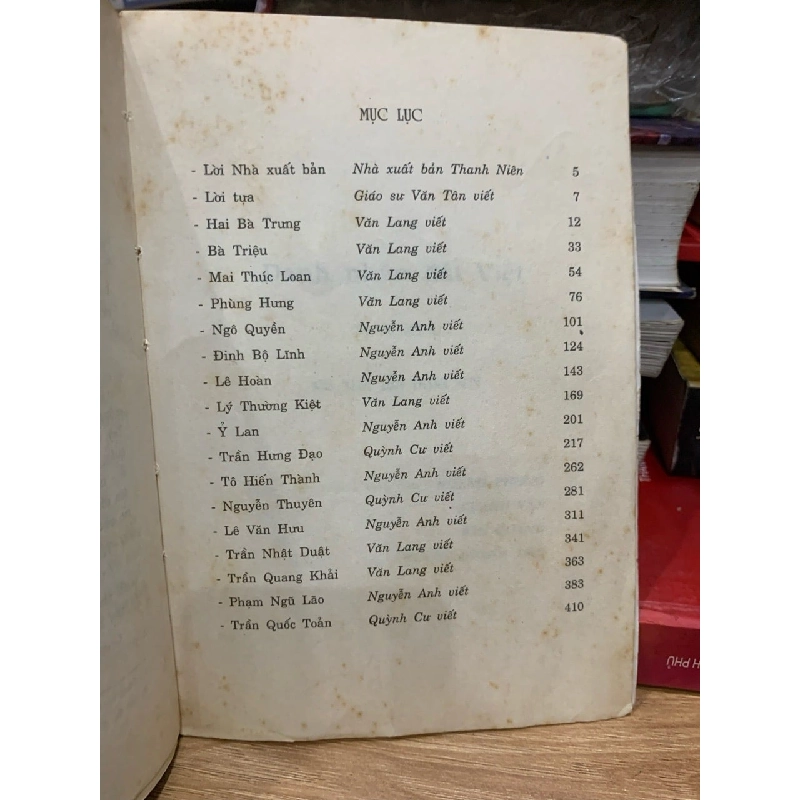 MỤC LỤC
- Lời Nhà xuất bản Nhà xuất bản Thanh Niên 5
- Lời tựa Giáo sư Văn Tân viết 7
- Hai Bà Trưng Văn Lang viết 12
- Bà Triệu Văn Lang viết 33
- Mai Thúc Loan Văn Lang viết 54
- Phùng Hưng Văn Lang viết 76
- Ngô Quyền Nguyễn Anh viết 101
- Đinh Bộ Lĩnh Nguyễn Anh viết 124
- Lê Hoàn Nguyễn Anh viết 143
- Lý Thường Kiệt Văn Lang viết 169
- Ỷ Lan Nguyễn Anh viết 201
- Trần Hưng Đạo Quỳnh Cư viết 217
- Tô Hiến Thành Nguyễn Anh viết 262
- Nguyễn Thuyên Quỳnh Cư viết 281
- Lê Văn Hưu Nguyễn Anh viết 311
- Trần Nhật Duật Văn Lang viết 341
- Trần Quang Khải Văn Lang viết 363
- Phạm Ngũ Lão Nguyễn Anh viết 383
- Trần Quốc Toản Quỳnh Cư viết 410
H PHÚ